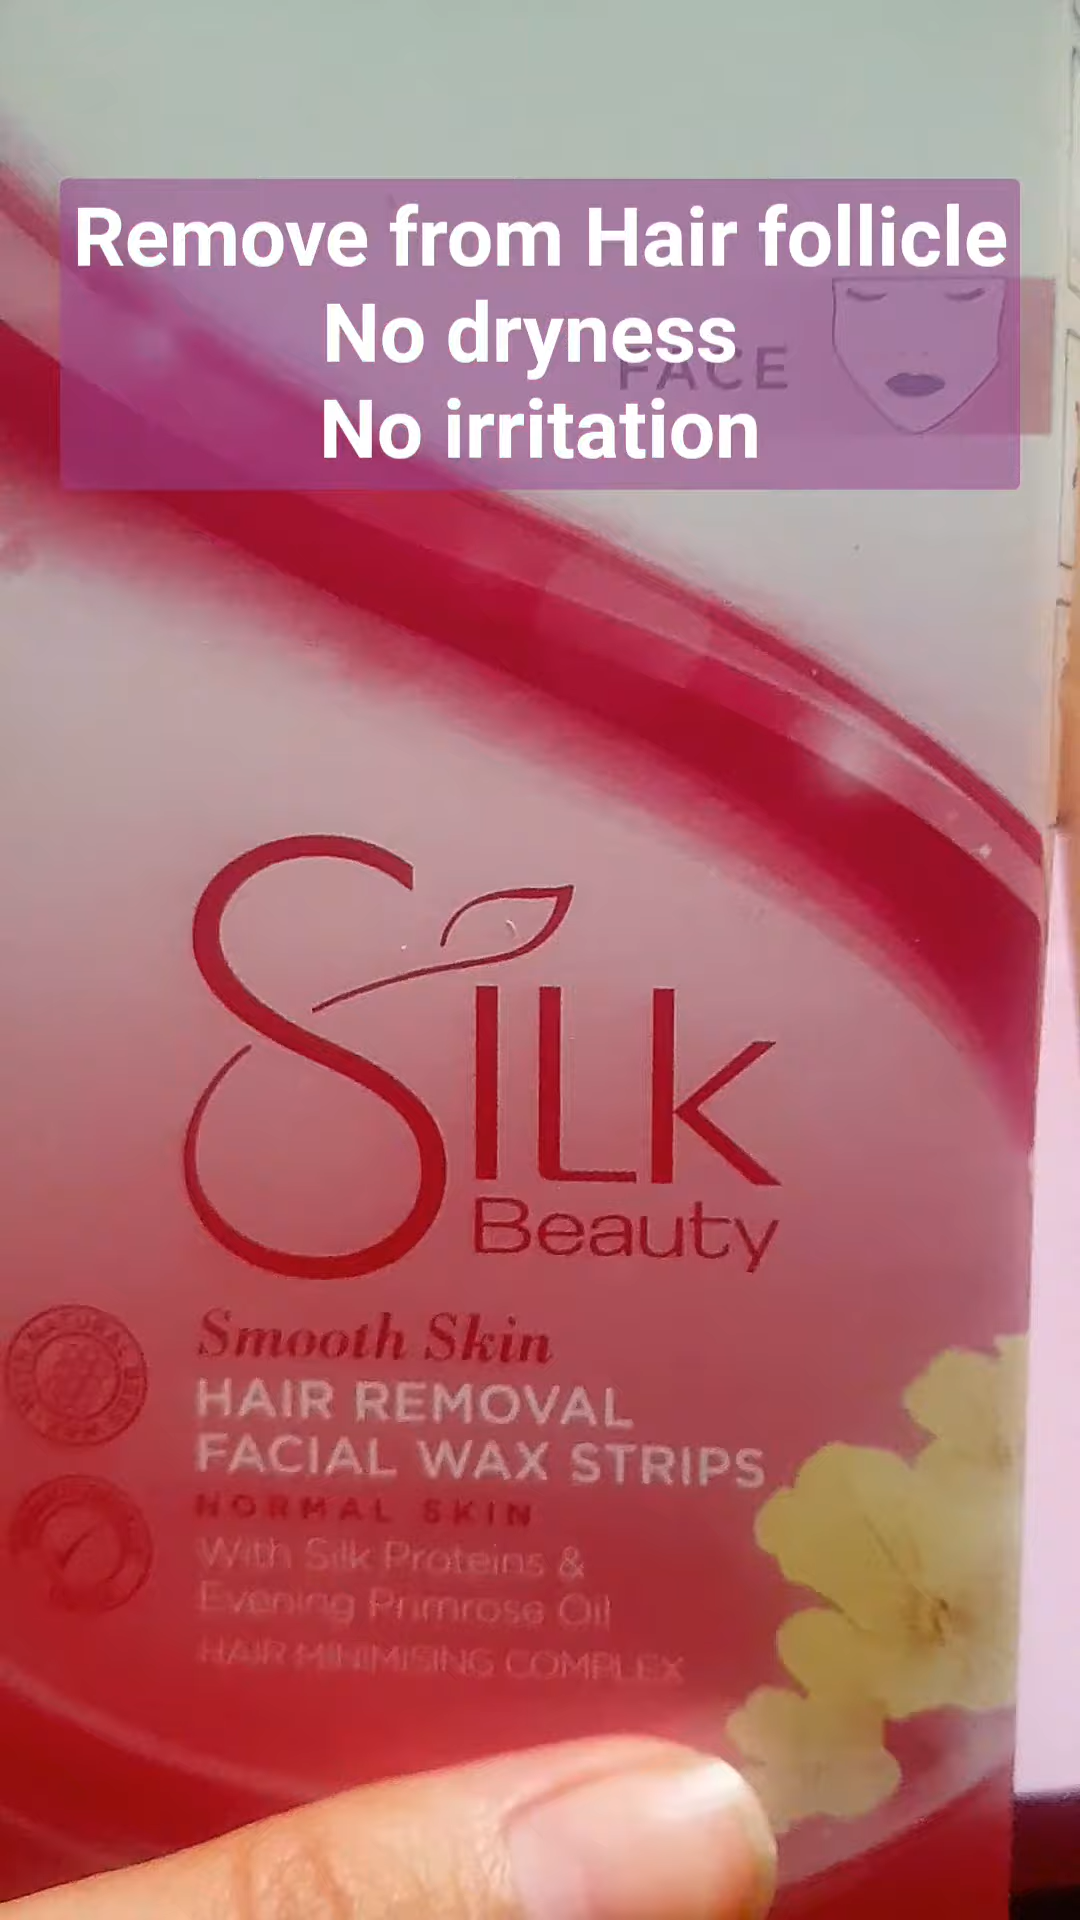 Remove from Hair follicle
No dryness
No irritation
FACE
SILK
Beauty
Smooth Skin
HAIR REMOVAL
FACIAL WAX STRIPS
NORMAL SKIN
With Silk Proteins &
Evening Primrose Oil
HAIR MINIMISING COMPLEX
NATURAL